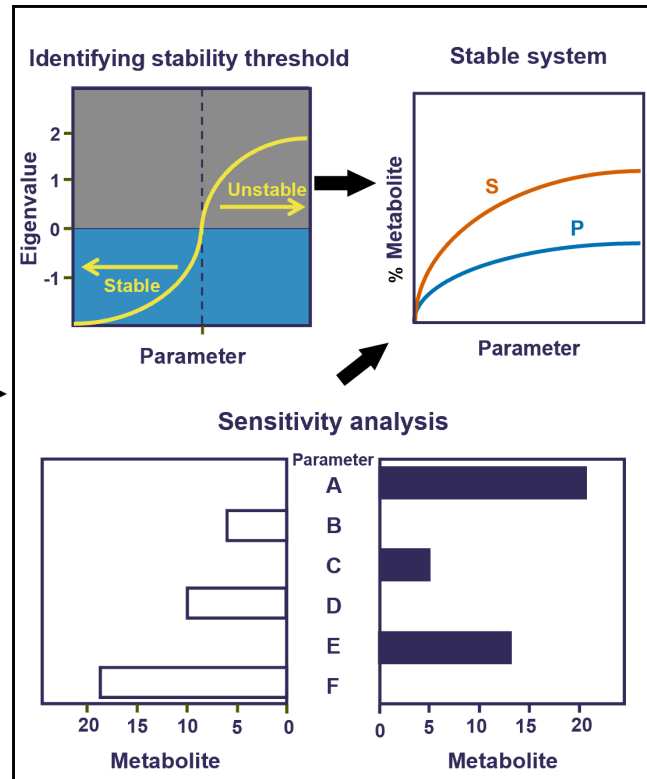 Identifying stability threshold
Stable system
Eigenvalue
2
1
0
-1
Unstable
Stable
Parameter
% Metabolite
S
P
Parameter
Sensitivity analysis
Parameter
A
B
C
D
E
F
20 15 10 5 0
0 5 10 15 20
Metabolite
Metabolite